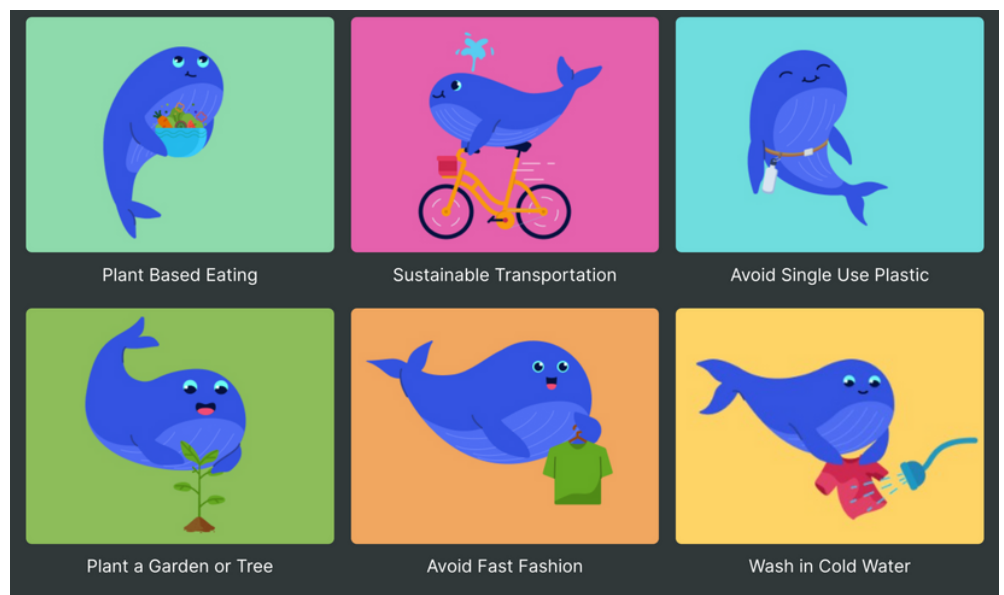 Plant Based Eating
Sustainable Transportation
Avoid Single Use Plastic
Plant a Garden or Tree
Avoid Fast Fashion
Wash in Cold Water